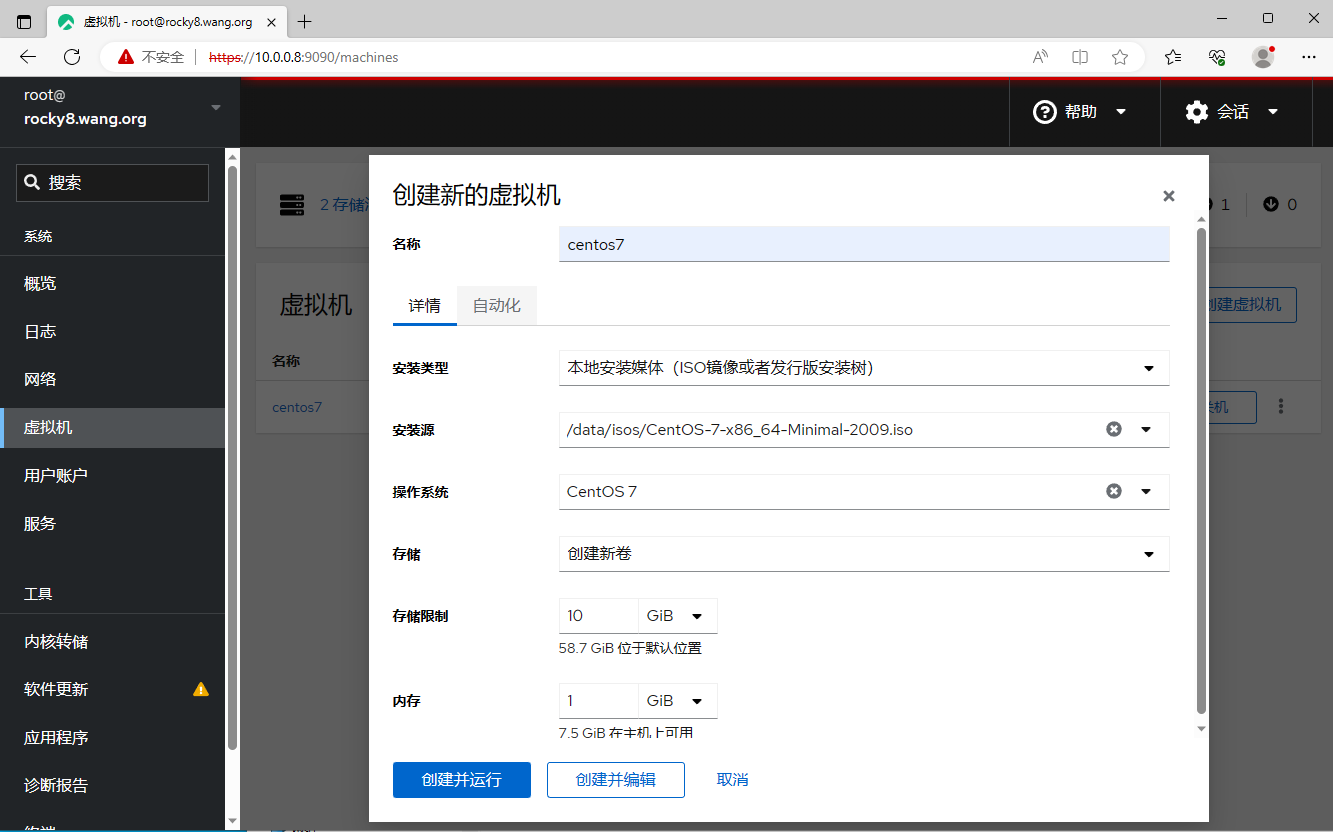 虚拟机 - root@rocky8.wang.org
不安全 https://10.0.0.8:9090/machines
root@
rocky8.wang.org
帮助
会话
搜索
系统
概览
日志
网络
虚拟机
用户账户
服务
工具
内核转储
软件更新
应用程序
诊断报告
2 存储
1
0
虚拟机
创建虚拟机
名称
centos7
创建新的虚拟机
名称
centos7
详情
自动化
安装类型
本地安装媒体（ISO镜像或者发行版安装树）
安装源
/data/isos/CentOS-7-x86_64-Minimal-2009.iso
操作系统
CentOS 7
存储
创建新卷
存储限制
10 GiB
58.7 GiB 位于默认位置
内存
1 GiB
7.5 GiB 在主机上可用
创建并运行
创建并编辑
取消